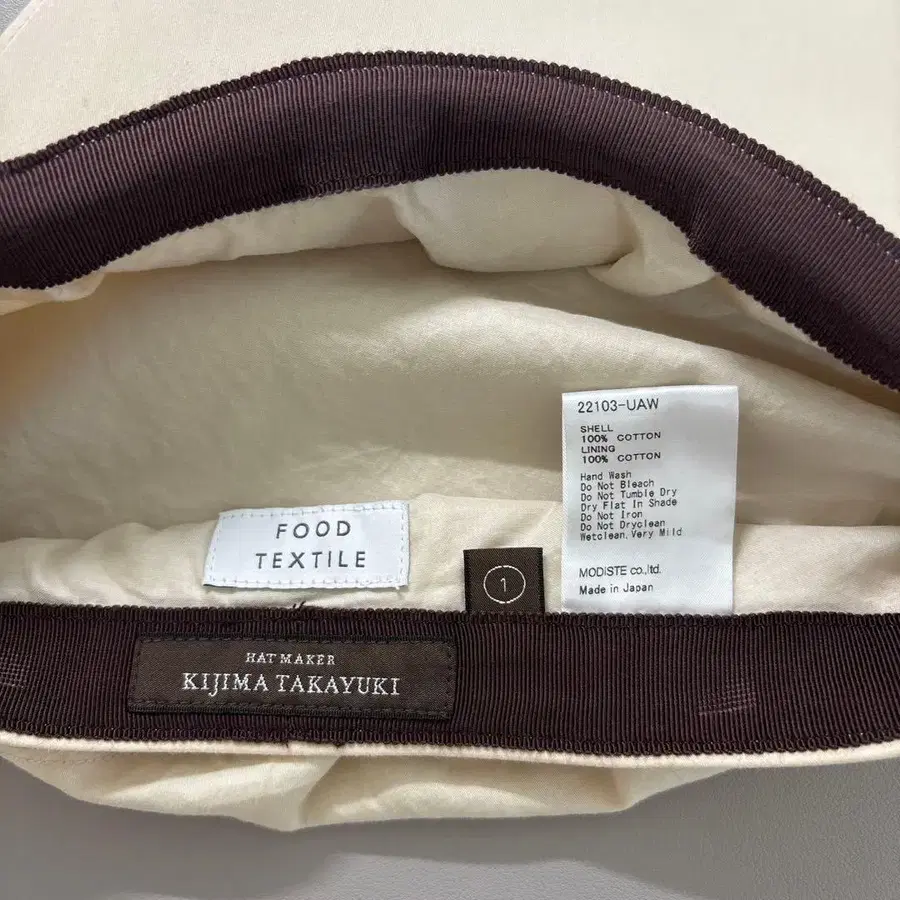 22103-UAW
SHELL
100% COTTON
LINING
100% COTTON
Hand Wash
Do Not Bleach
Do Not Tumble Dry
Dry Flat In Shade
Do Not Iron
Do Not Dryclean
Wetclean, Very Mild
MODiSTE co.,ltd.
Made in Japan
FOOD
TEXTILE
1
HAT MAKER
KIJIMA TAKAYUKI